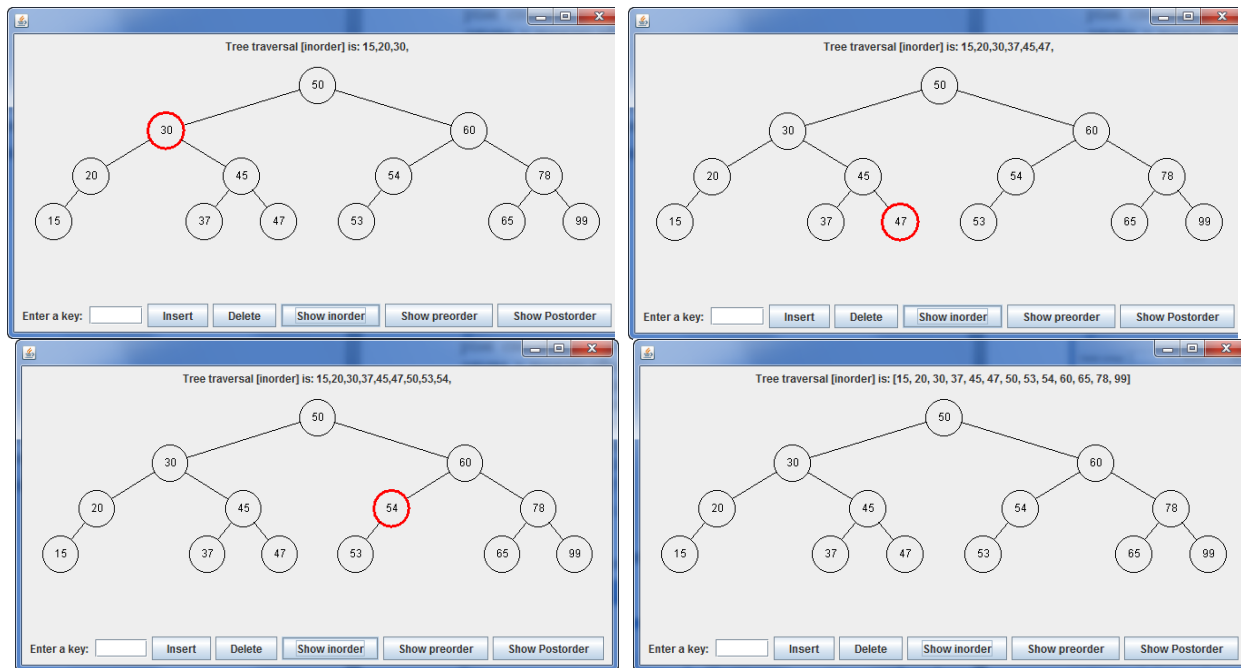 Tree traversal [inorder] is: 15,20,30,
50
30 60
20 45 54 78
15 37 47 53 65 99
Enter a key: Insert Delete Show inorder Show preorder Show Postorder
Tree traversal [inorder] is: 15,20,30,37,45,47,
50
30 60
20 45 54 78
15 37 47 53 65 99
Enter a key: Insert Delete Show inorder Show preorder Show Postorder
Tree traversal [inorder] is: 15,20,30,37,45,47,50,53,54,
50
30 60
20 45 54 78
15 37 47 53 65 99
Enter a key: Insert Delete Show inorder Show preorder Show Postorder
Tree traversal [inorder] is: [15, 20, 30, 37, 45, 47, 50, 53, 54, 60, 65, 78, 99]
50
30 60
20 45 54 78
15 37 47 53 65 99
Enter a key: Insert Delete Show inorder Show preorder Show Postorder